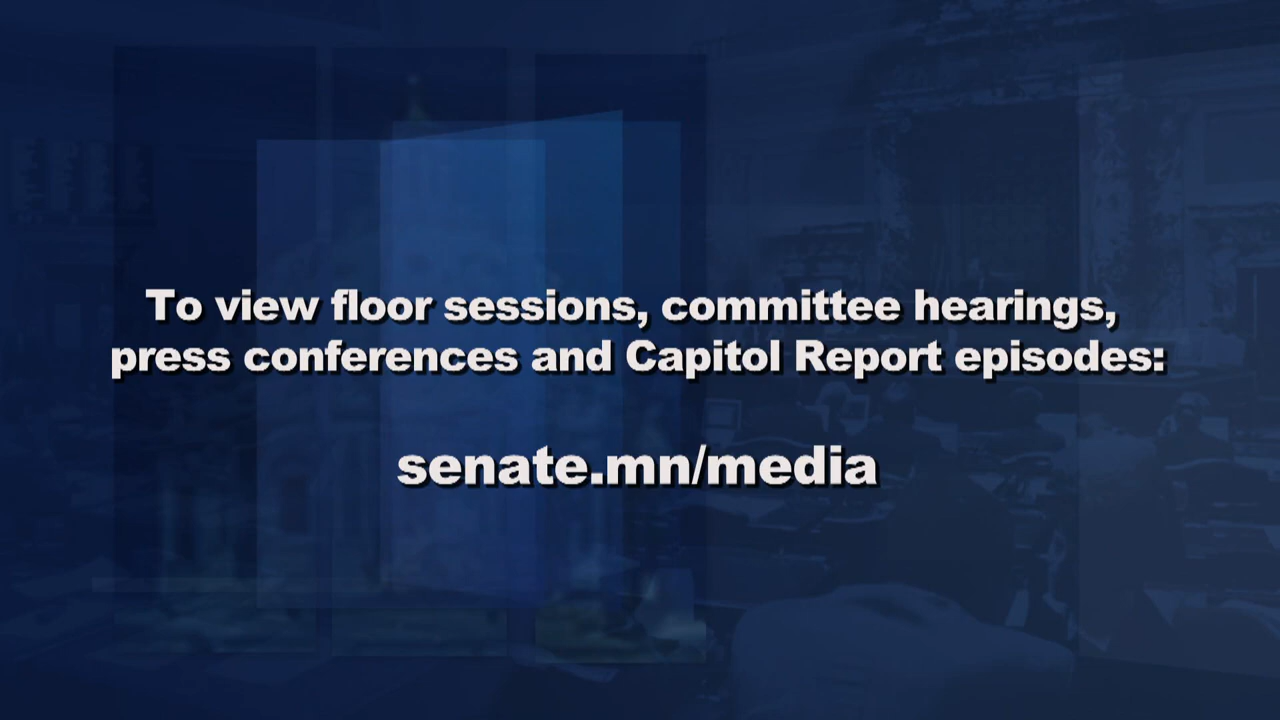 To view floor sessions, committee hearings,
press conferences and Capitol Report episodes:
senate.mn/media